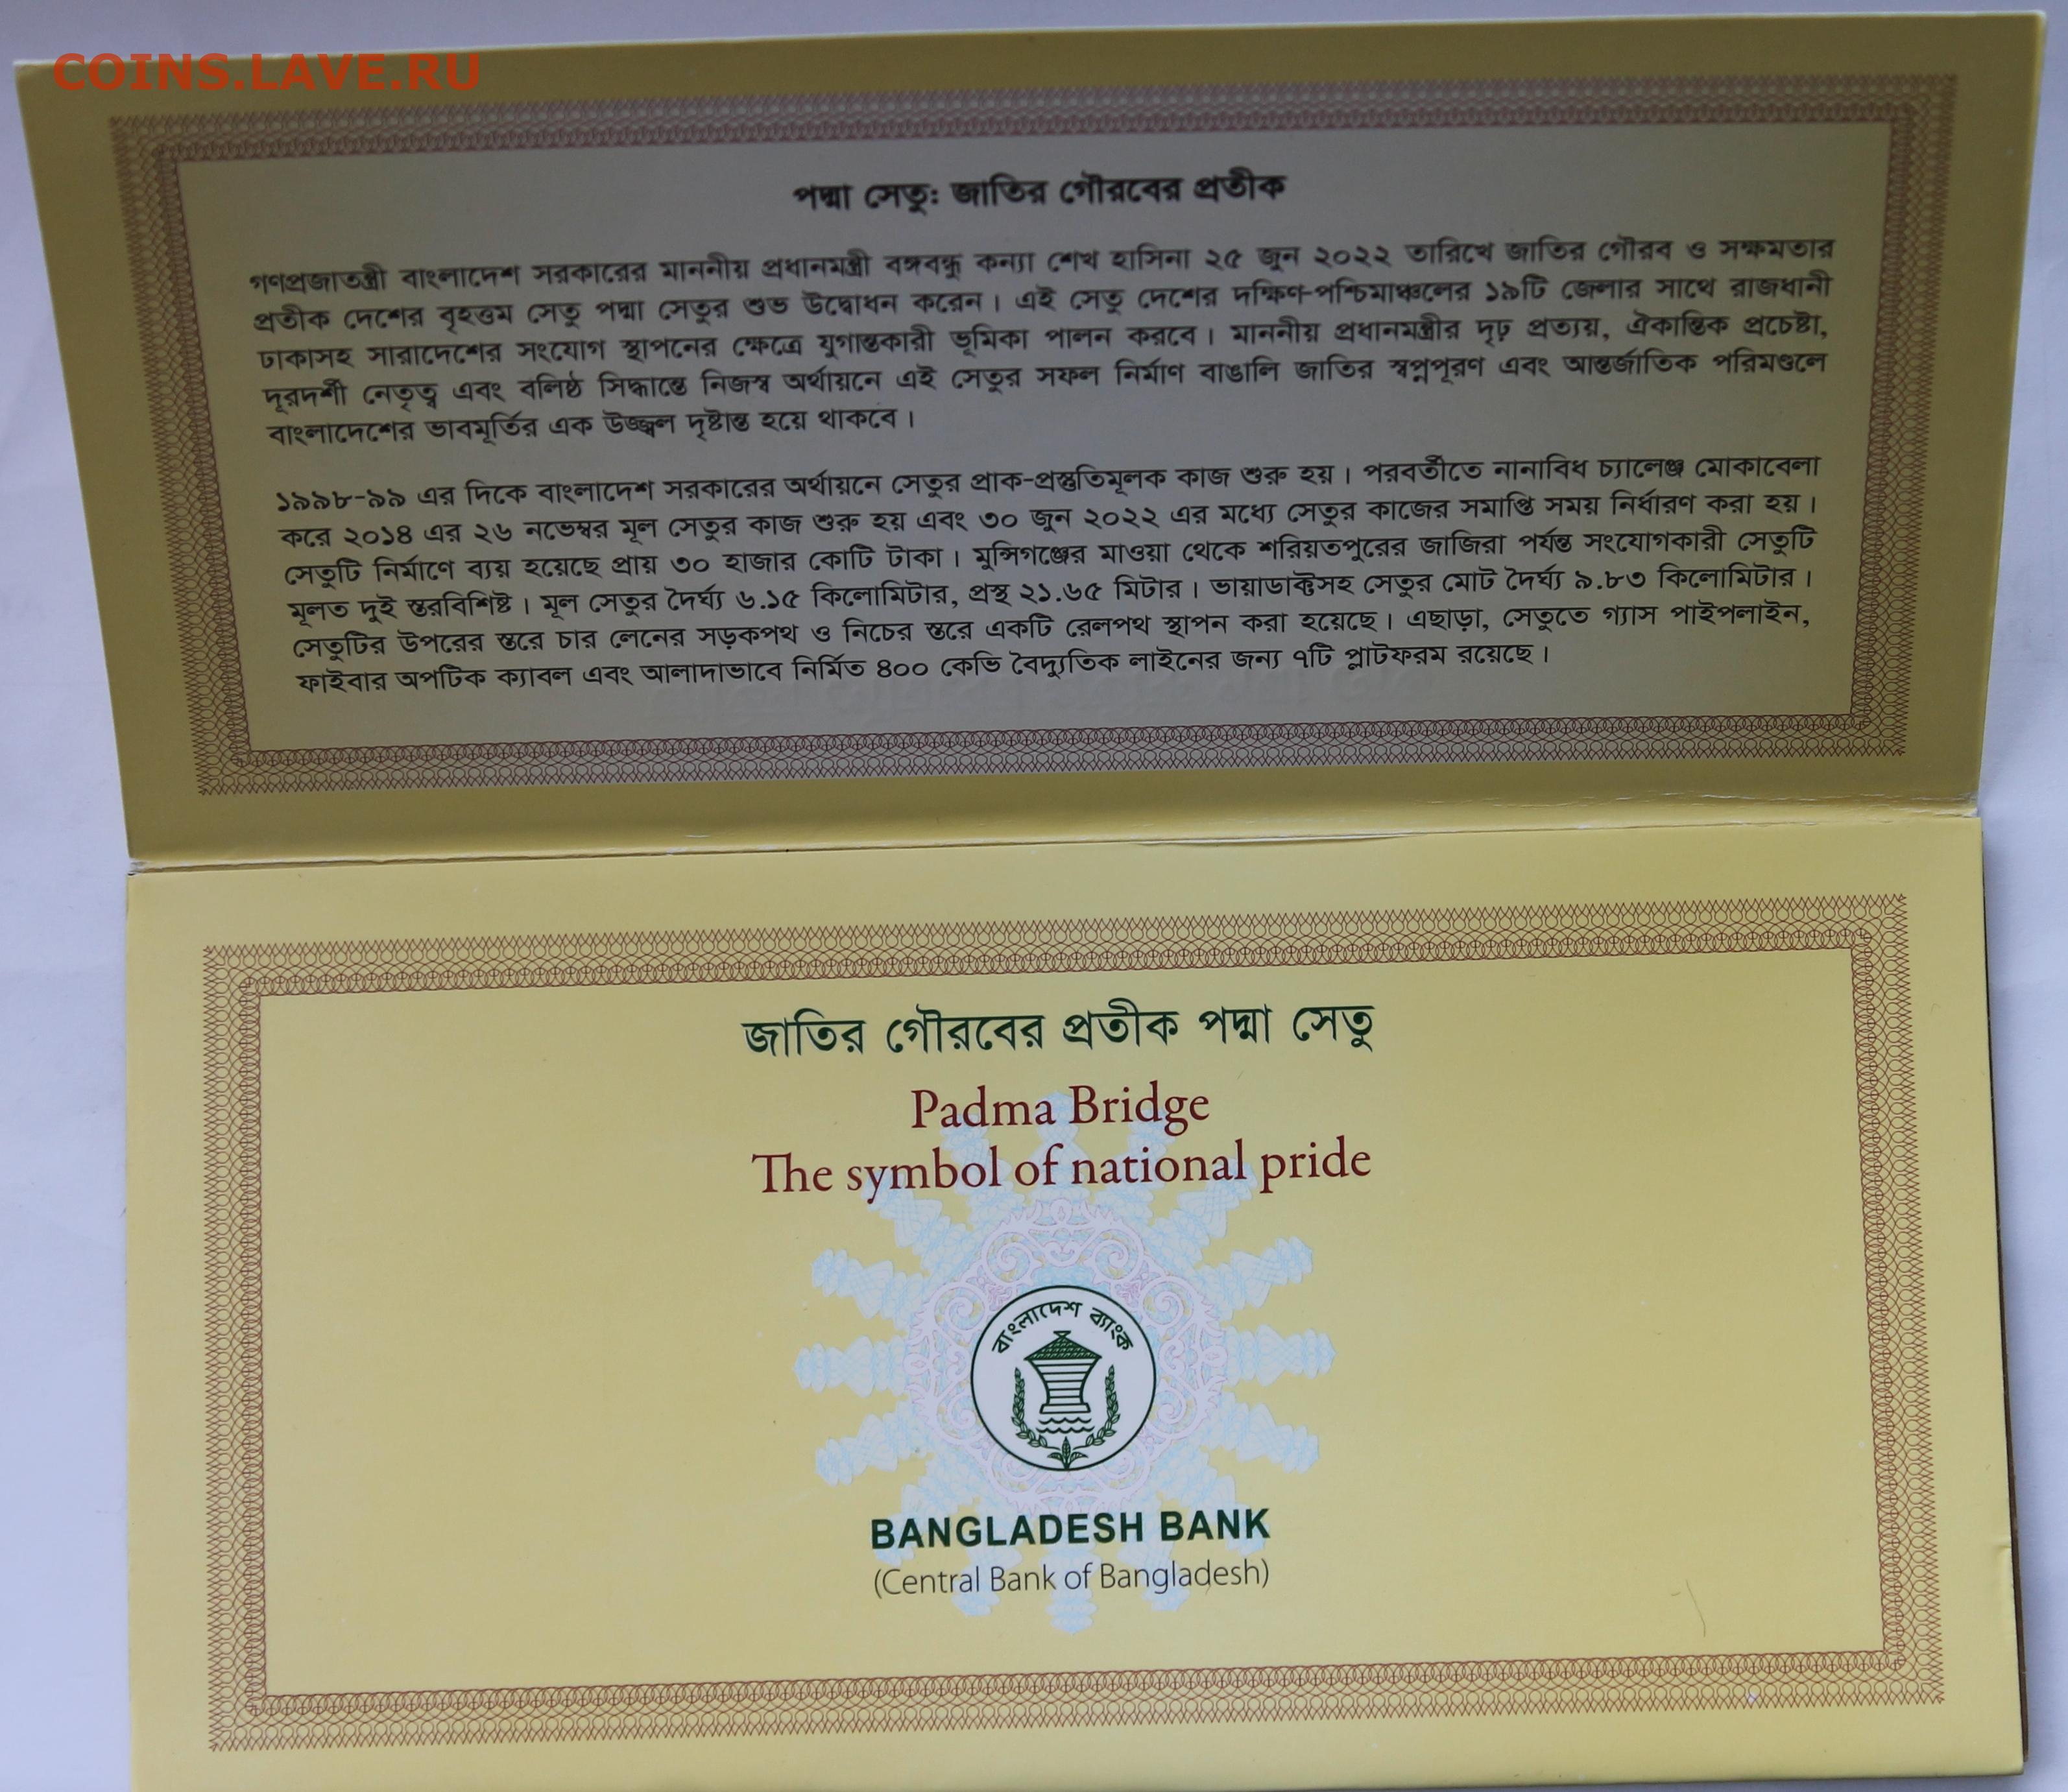 COINS.LAVE.RU
পদ্মা সেতু: জাতির গৌরবের প্রতীক
গণপ্রজাতন্ত্রী বাংলাদেশ সরকারের মাননীয় প্রধানমন্ত্রী বঙ্গবন্ধু কন্যা শেখ হাসিনা ২৫ জুন ২০২২ তারিখে জাতির গৌরব ও সক্ষমতার
প্রতীক দেশের বৃহত্তম সেতু পদ্মা সেতুর শুভ উদ্বোধন করেন। এই সেতু দেশের দক্ষিণ-পশ্চিমাঞ্চলের ১৯টি জেলার সাথে রাজধানী
ঢাকাসহ সারাদেশের সংযোগ স্থাপনের ক্ষেত্রে যুগান্তকারী ভূমিকা পালন করবে। মাননীয় প্রধানমন্ত্রীর দৃঢ় প্রত্যয়, ঐকান্তিক প্রচেষ্টা,
দূরদর্শী নেতৃত্ব এবং বলিষ্ঠ সিদ্ধান্তে নিজস্ব অর্থায়নে এই সেতুর সফল নির্মাণ বাঙালি জাতির স্বপ্নপূরণ এবং আন্তর্জাতিক পরিমণ্ডলে
বাংলাদেশের ভাবমূর্তির এক উজ্জ্বল দৃষ্টান্ত হয়ে থাকবে।
১৯৯৮-৯৯ এর দিকে বাংলাদেশ সরকারের অর্থায়নে সেতুর প্রাক-প্রস্তুতিমূলক কাজ শুরু হয়। পরবর্তীতে নানাবিধ চ্যালেঞ্জ মোকাবেলা
করে ২০১৪ এর ২৬ নভেম্বর মূল সেতুর কাজ শুরু হয় এবং ৩০ জুন ২০২২ এর মধ্যে সেতুর কাজের সমাপ্তি সময় নির্ধারণ করা হয়।
সেতুটি নির্মাণে ব্যয় হয়েছে প্রায় ৩০ হাজার কোটি টাকা। মুন্সিগঞ্জের মাওয়া থেকে শরিয়তপুরের জাজিরা পর্যন্ত সংযোগকারী সেতুটি
মূলত দুই স্তরবিশিষ্ট। মূল সেতুর দৈর্ঘ্য ৬.১৫ কিলোমিটার, প্রস্থ ২১.৬৫ মিটার। ভায়াডাক্টসহ সেতুর মোট দৈর্ঘ্য ৯.৮৩ কিলোমিটার।
সেতুটির উপরের স্তরে চার লেনের সড়কপথ ও নিচের স্তরে একটি রেলপথ স্থাপন করা হয়েছে। এছাড়া, সেতুতে গ্যাস পাইপলাইন,
ফাইবার অপটিক ক্যাবল এবং আলাদাভাবে নির্মিত ৪০০ কেভি বৈদ্যুতিক লাইনের জন্য ৭টি প্লাটফরম রয়েছে।
জাতির গৌরবের প্রতীক পদ্মা সেতু
Padma Bridge
The symbol of national pride
বাংলাদেশ ব্যাংক
BANGLADESH BANK
(Central Bank of Bangladesh)